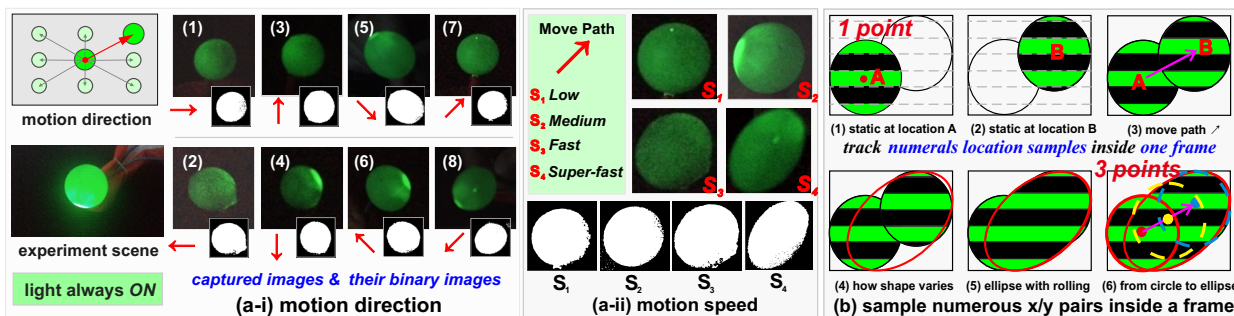 motion direction
experiment scene
light always ON
(1)
(3)
(5)
(7)
(2)
(4)
(6)
(8)
captured images & their binary images
(a-i) motion direction
Move Path
S1 Low
S2 Medium
S3 Fast
S4 Super-fast
S1
S2
S3
S4
S1
S2
S3
S4
(a-ii) motion speed
1 point
A
B
A
B
(1) static at location A
(2) static at location B
(3) move path ↗
track numerals location samples inside one frame
3 points
(4) how shape varies
(5) ellipse with rolling
(6) from circle to ellipse
(b) sample numerous x/y pairs inside a frame